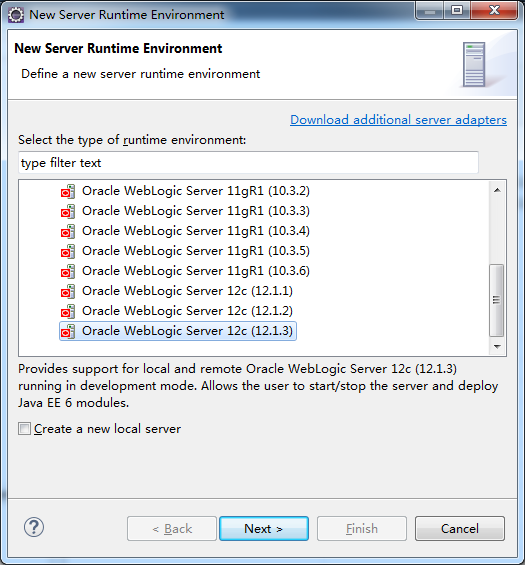 New Server Runtime Environment
New Server Runtime Environment
Define a new server runtime environment
Download additional server adapters
Select the type of runtime environment:
type filter text
Oracle WebLogic Server 11gR1 (10.3.2)
Oracle WebLogic Server 11gR1 (10.3.3)
Oracle WebLogic Server 11gR1 (10.3.4)
Oracle WebLogic Server 11gR1 (10.3.5)
Oracle WebLogic Server 11gR1 (10.3.6)
Oracle WebLogic Server 12c (12.1.1)
Oracle WebLogic Server 12c (12.1.2)
Oracle WebLogic Server 12c (12.1.3)
Provides support for local and remote Oracle WebLogic Server 12c (12.1.3)
running in development mode. Allows the user to start/stop the server and deploy
Java EE 6 modules.
Create a new local server
? < Back Next > Finish Cancel